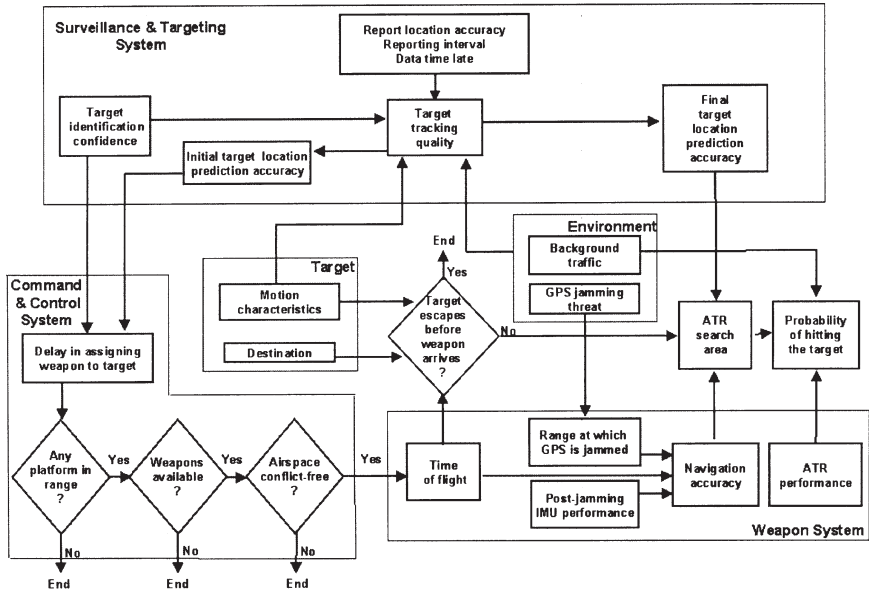 Surveillance & Targeting
System
Report location accuracy
Reporting interval
Data time late
Target
identification
confidence
Target
tracking
quality
Final
target
location
prediction
accuracy
Initial target location
prediction accuracy
Environment
Background
traffic
GPS jamming
threat
Target
Motion
characteristics
Destination
End
Yes
Target
escapes
before
weapon
arrives
?
No
ATR
search
area
Probability
of hitting
the target
Command
& Control
System
Delay in assigning
weapon to target
Any
platform in
range
?
Yes
Weapons
available
?
Yes
Airspace
conflict-free
?
Yes
Time
of flight
Range at which
GPS is jammed
Post-jamming
IMU performance
Navigation
accuracy
ATR
performance
Weapon System
No
No
No
End
End
End